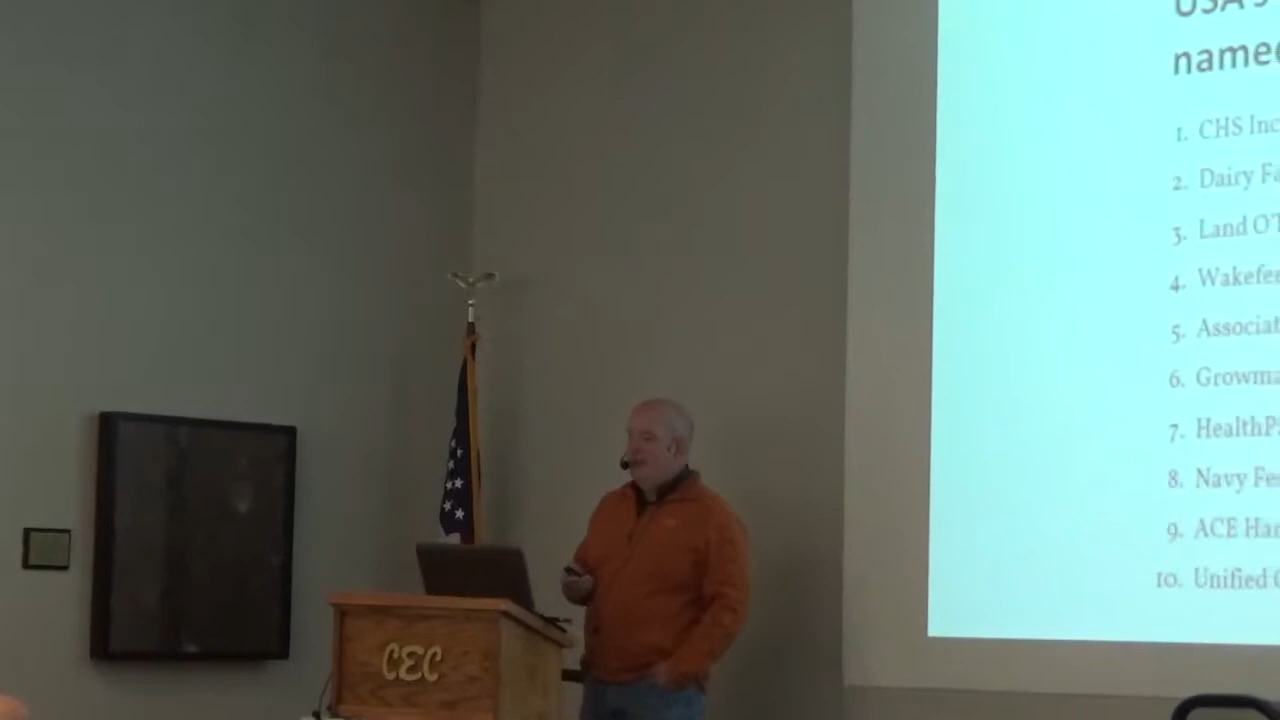 USA's
named
1. CHS Inc
2. Dairy Fa
3. Land O'
4. Wakefe
5. Associat
6. Growma
7. HealthP
8. Navy Fe
9. ACE Har
10. Unified
CEC